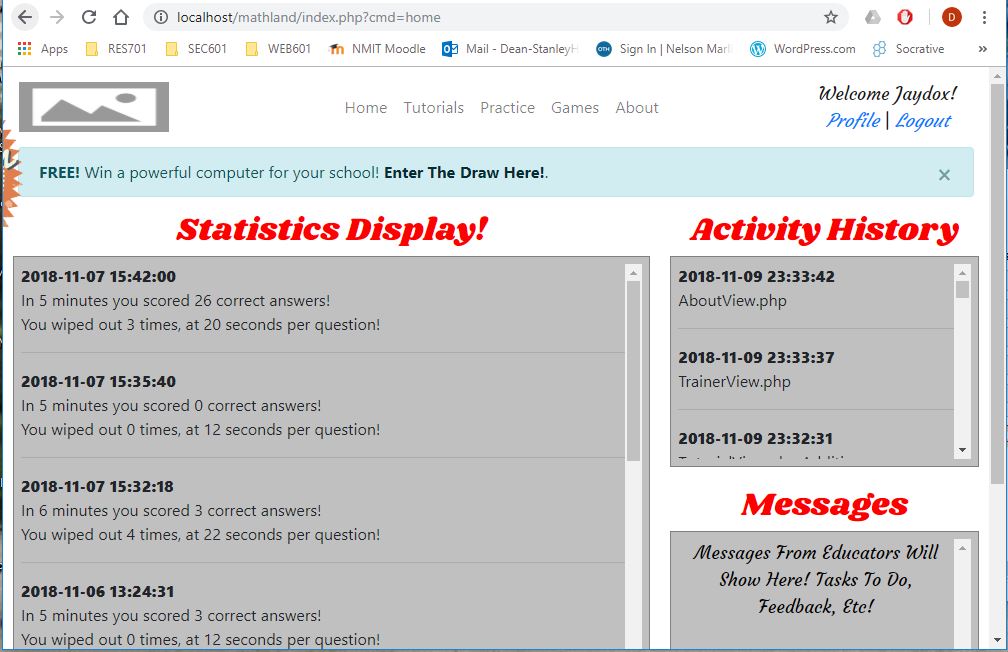 localhost/mathland/index.php?cmd=home
D
Apps RES701 SEC601 WEB601 NMIT Moodle Mail - Dean-Stanley OTH Sign In | Nelson WordPress.com Socrative »
Home Tutorials Practice Games About
Welcome Jaydox!
Profile | Logout
FREE! Win a powerful computer for your school! Enter The Draw Here!. ×
Statistics Display!
2018-11-07 15:42:00
In 5 minutes you scored 26 correct answers!
You wiped out 3 times, at 20 seconds per question!
2018-11-07 15:35:40
In 5 minutes you scored 0 correct answers!
You wiped out 0 times, at 12 seconds per question!
2018-11-07 15:32:18
In 6 minutes you scored 3 correct answers!
You wiped out 4 times, at 22 seconds per question!
2018-11-06 13:24:31
In 5 minutes you scored 3 correct answers!
You wiped out 0 times, at 12 seconds per question!
Activity History
2018-11-09 23:33:42
AboutView.php
2018-11-09 23:33:37
TrainerView.php
2018-11-09 23:32:31
Messages
Messages From Educators Will
Show Here! Tasks To Do,
Feedback, Etc!